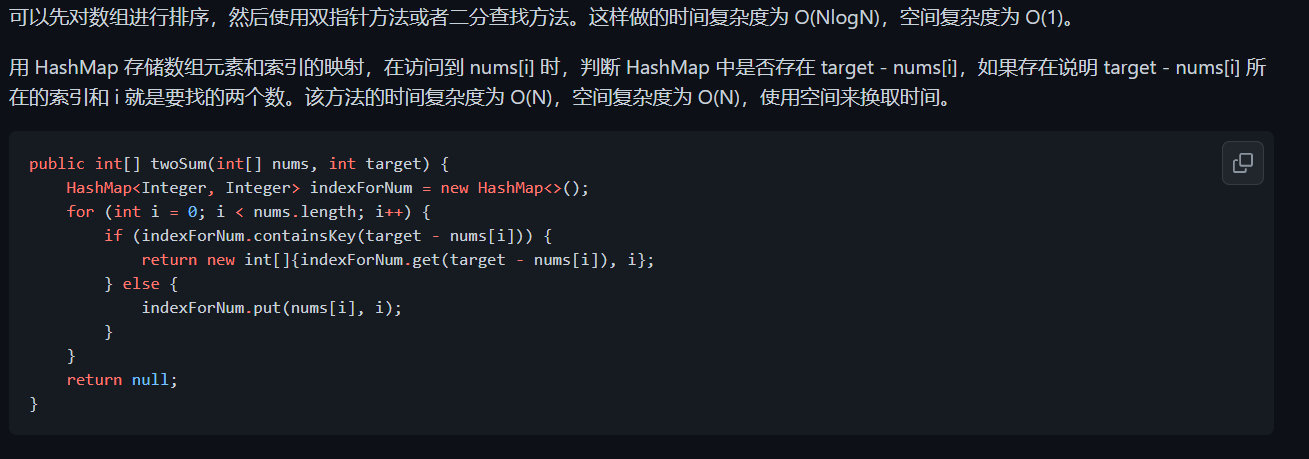 可以先对数组进行排序，然后使用双指针方法或者二分查找方法。这样做的时间复杂度为 O(NlogN)，空间复杂度为 O(1)。
用 HashMap 存储数组元素和索引的映射，在访问到 nums[i] 时，判断 HashMap 中是否存在 target - nums[i]，如果存在说明 target - nums[i] 所
在的索引和 i 就是要找的两个数。该方法的时间复杂度为 O(N)，空间复杂度为 O(N)，使用空间来换取时间。
public int[] twoSum(int[] nums, int target) {
    HashMap<Integer, Integer> indexForNum = new HashMap<>();
    for (int i = 0; i < nums.length; i++) {
        if (indexForNum.containsKey(target - nums[i])) {
            return new int[]{indexForNum.get(target - nums[i]), i};
        } else {
            indexForNum.put(nums[i], i);
        }
    }
    return null;
}